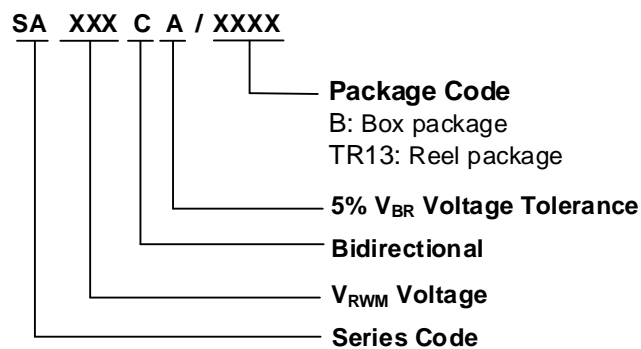 SA XXX C A / XXXX
Package Code
B: Box package
TR13: Reel package
5% VBR Voltage Tolerance
Bidirectional
VRWM Voltage
Series Code